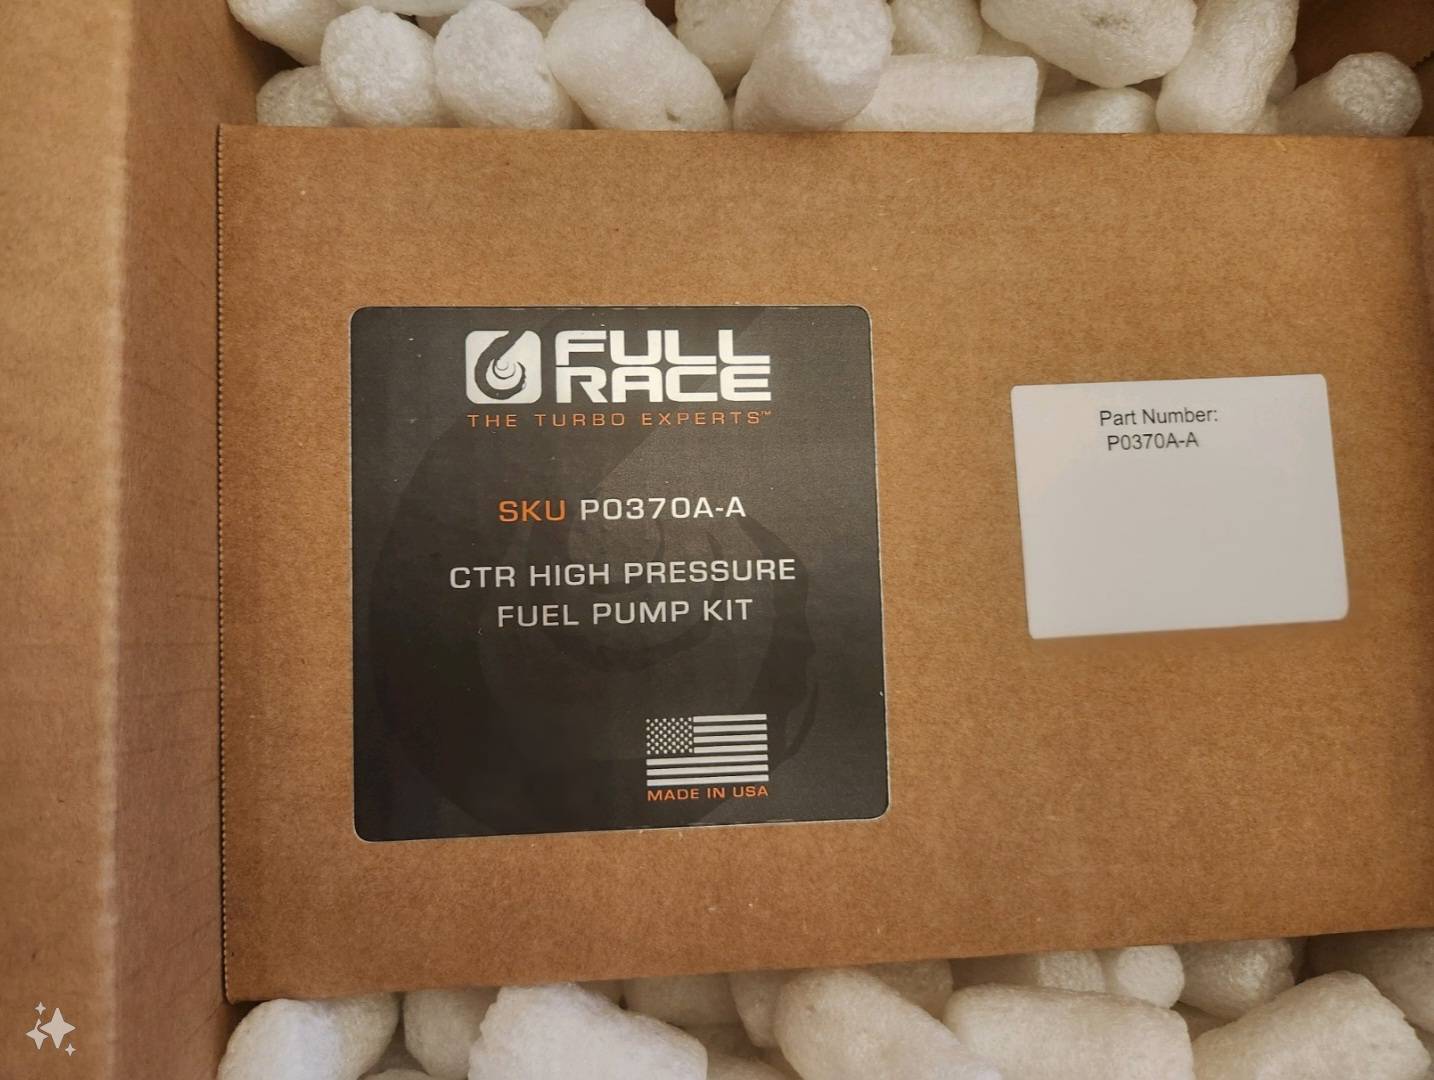 FULL
RACE
THE TURBO EXPERTS™
SKU P0370A-A
CTR HIGH PRESSURE
FUEL PUMP KIT
MADE IN USA
Part Number:
P0370A-A